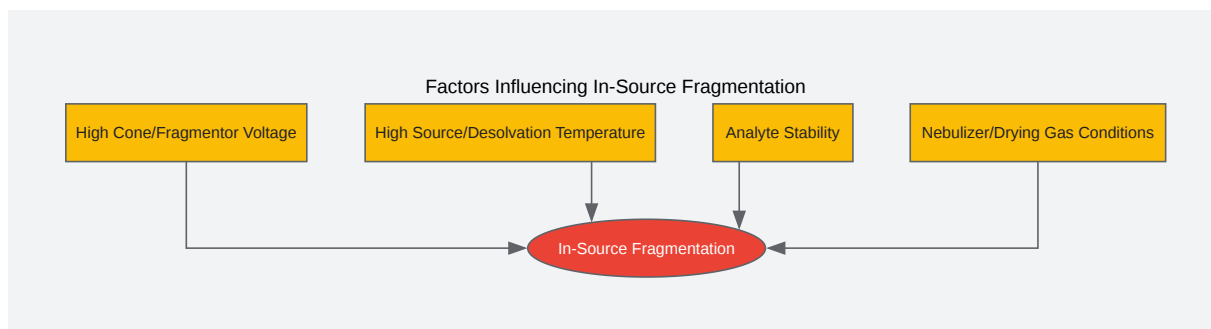 Factors Influencing In-Source Fragmentation
High Cone/Fragmentor Voltage
High Source/Desolvation Temperature
Analyte Stability
Nebulizer/Drying Gas Conditions
In-Source Fragmentation